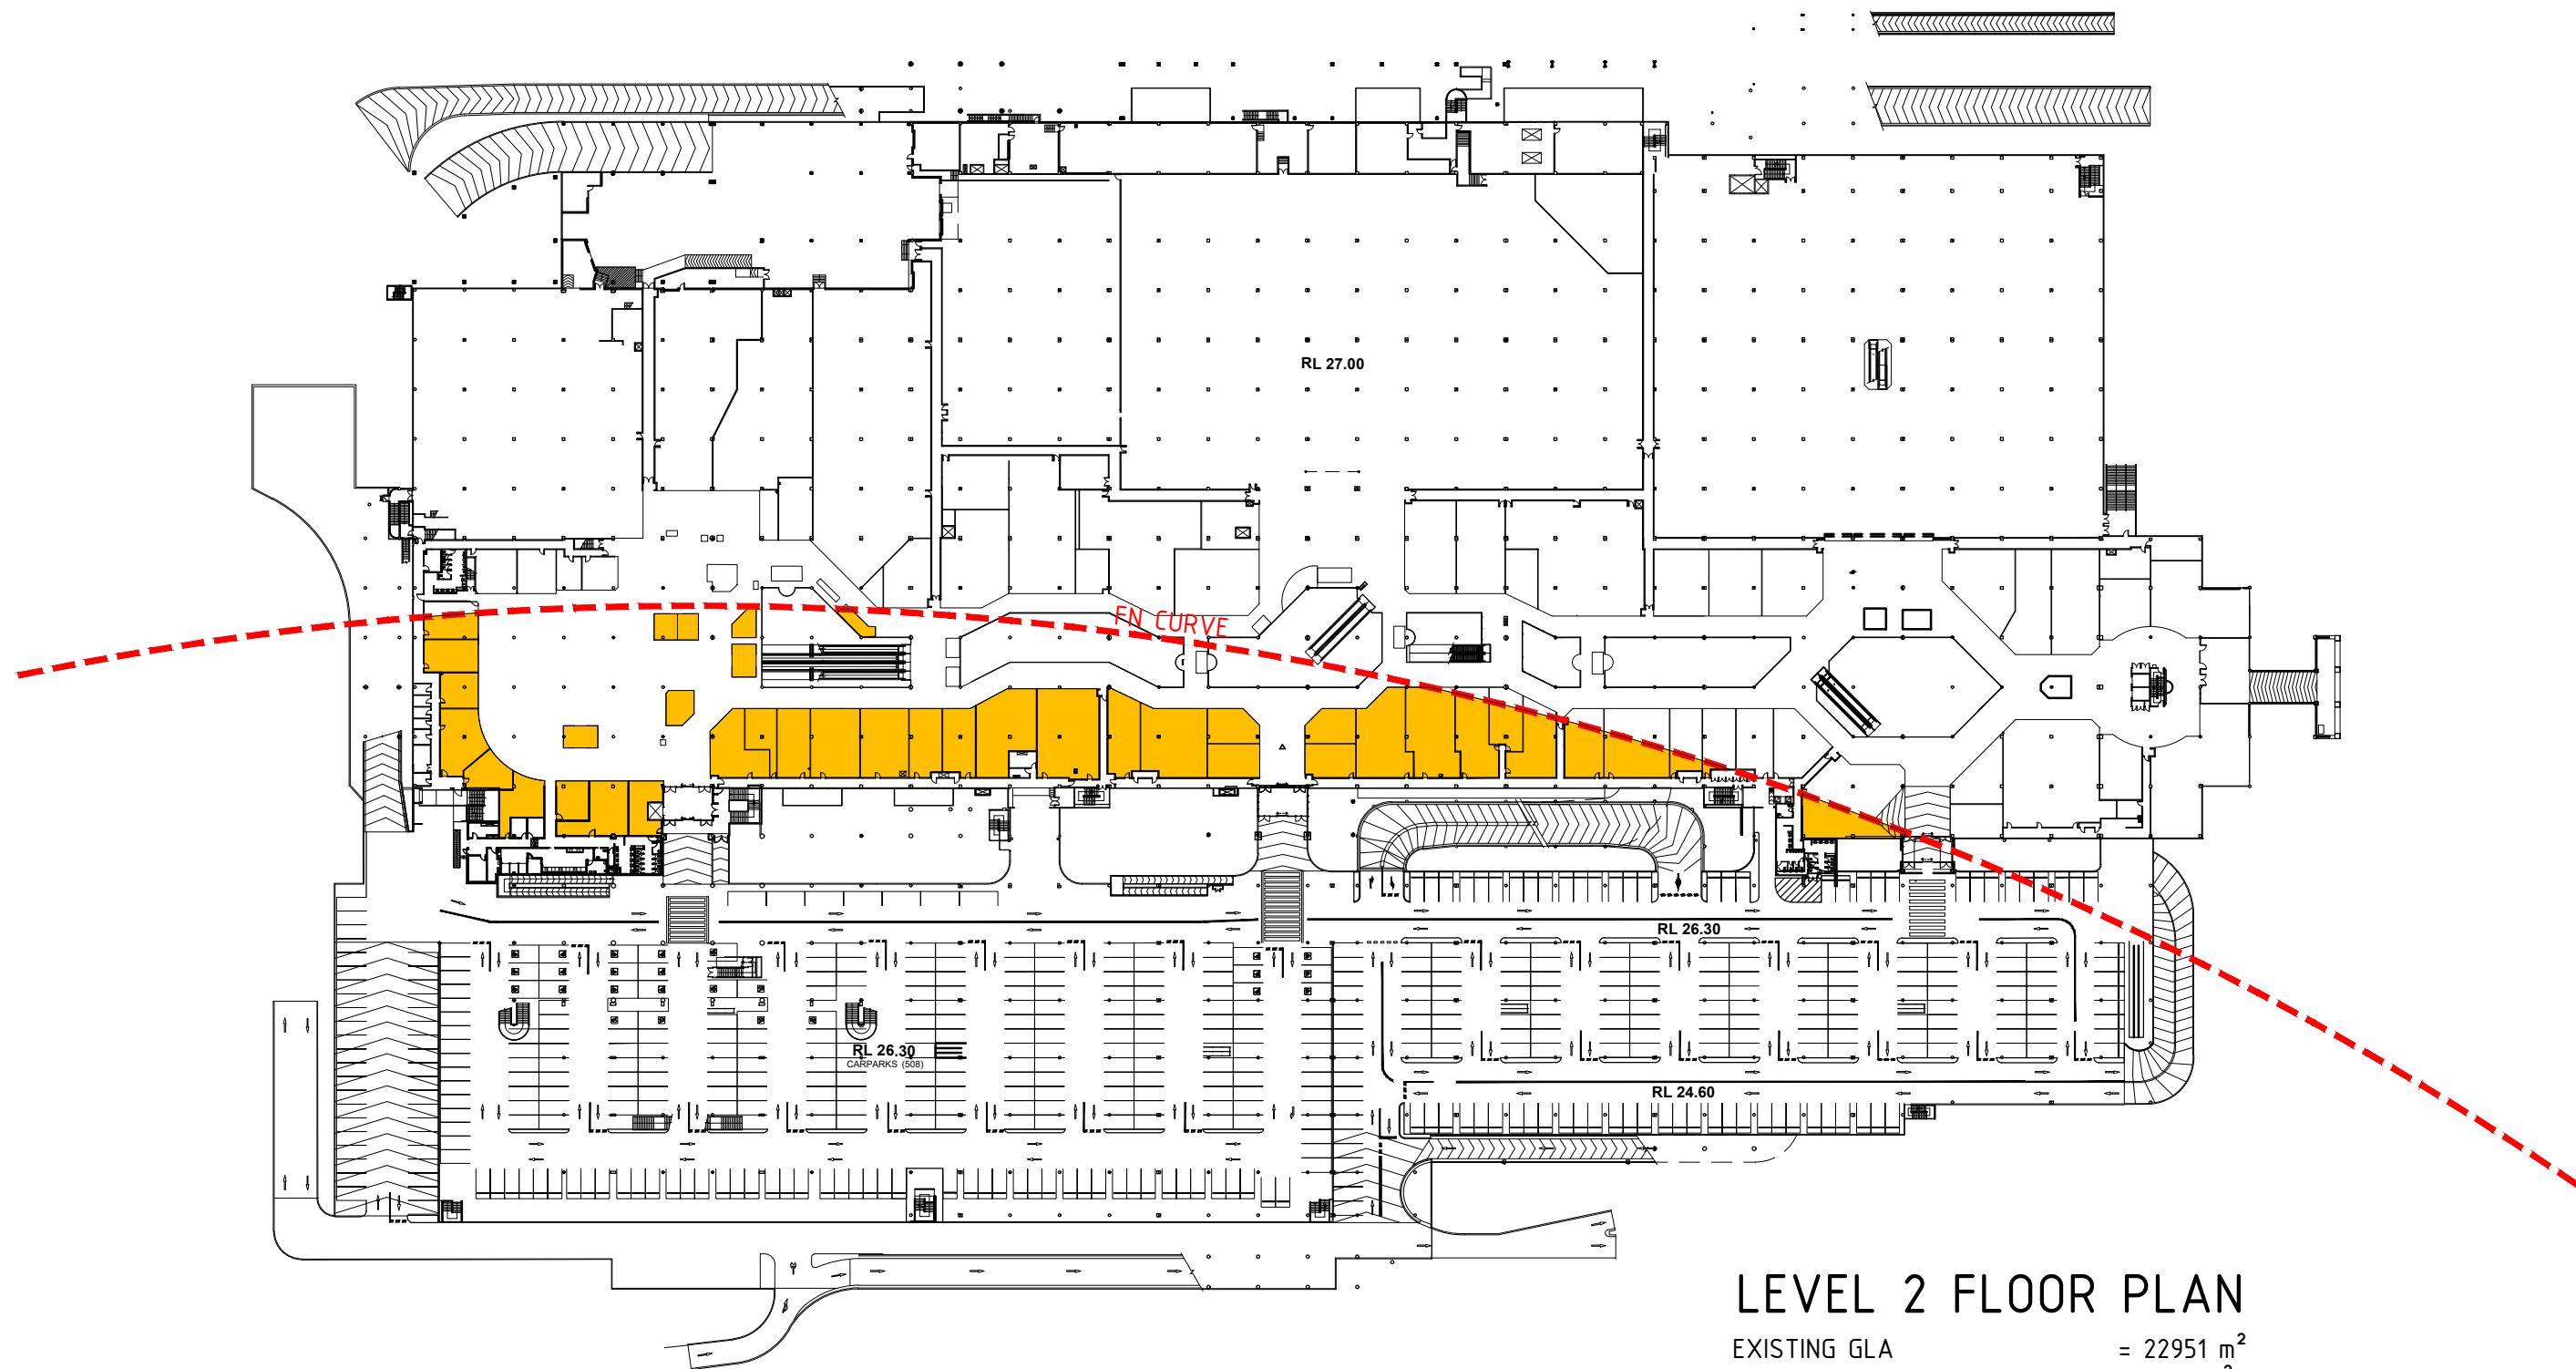 RL 27.00
FN CURVE
RL 26.30
RL 26.30
CARPARKS (508)
RL 24.60
LEVEL 2 FLOOR PLAN
EXISTING GLA = 22951 m²